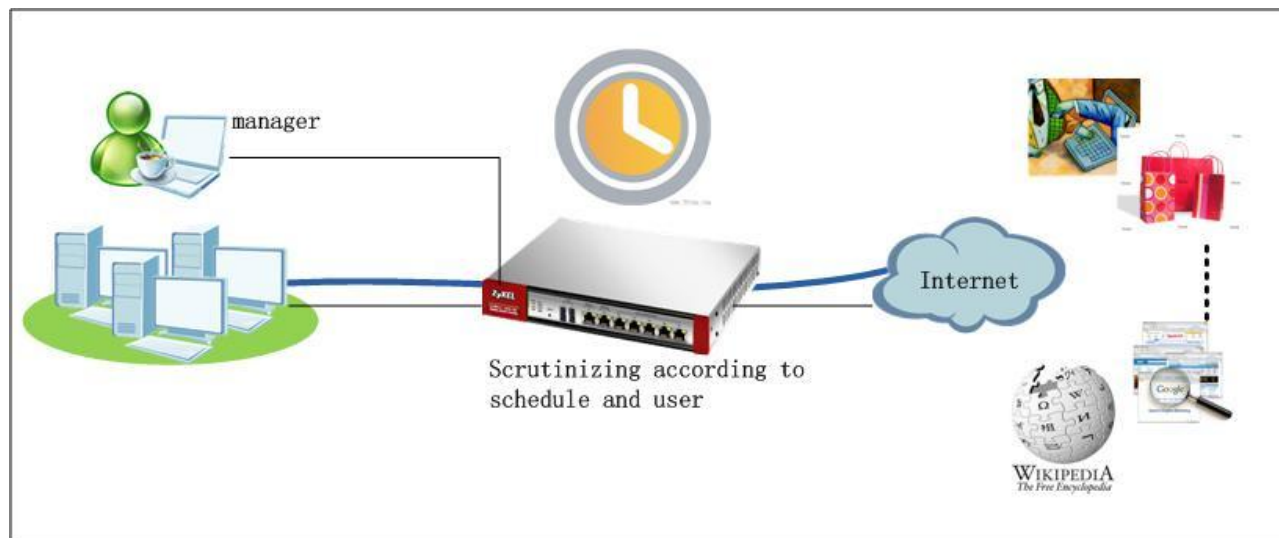 manager
ZyXEL
Internet
Scrutinizing according to
schedule and user
Google
WIKIPEDIA
The Free Encyclopedia